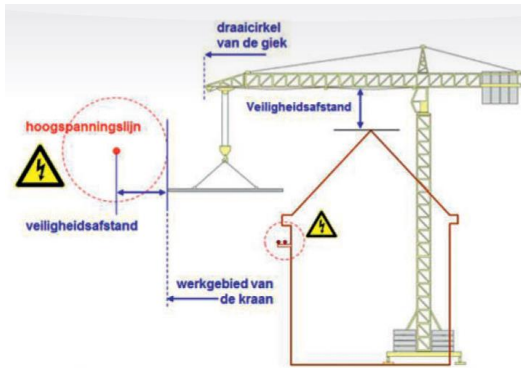 draaicirkel
van de giek
Veiligheidsafstand
hoogspanningslijn
veiligheidsafstand
werkgebied van
de kraan